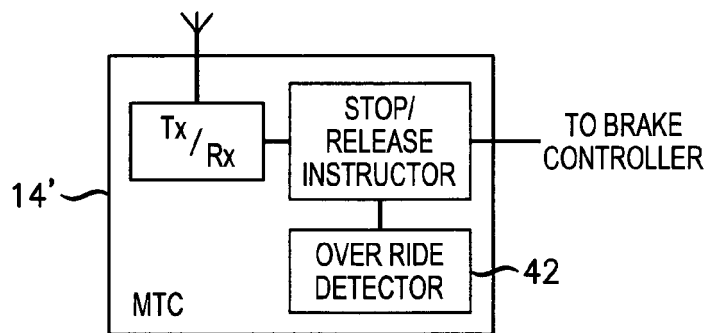 Tx/Rx
STOP/
RELEASE
INSTRUCTOR
TO BRAKE
CONTROLLER
14'
OVER RIDE
DETECTOR
42
MTC